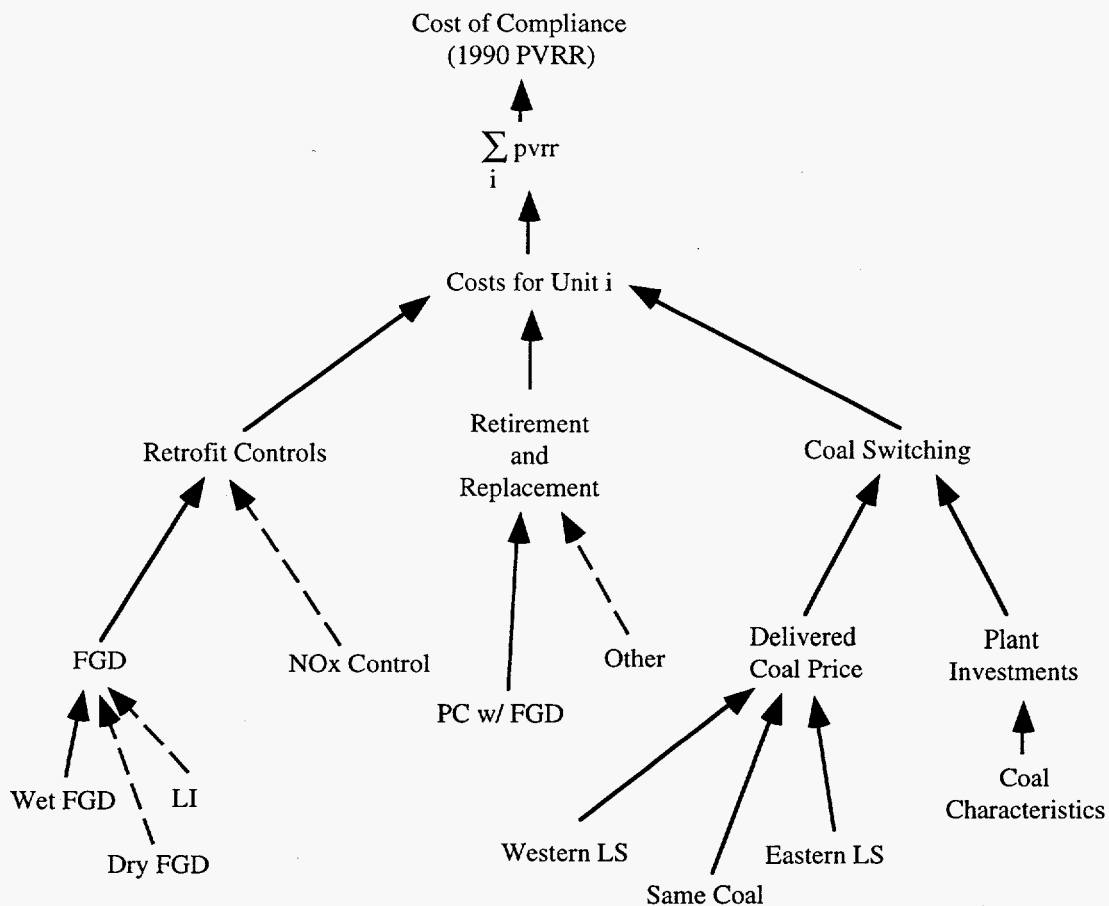 Cost of Compliance
(1990 PVRR)
∑ pvrr
i
Costs for Unit i
Retrofit Controls
Retirement
and
Replacement
Coal Switching
FGD
NOx Control
PC w/ FGD
Other
Delivered
Coal Price
Plant
Investments
Wet FGD
LI
Dry FGD
Western LS
Same Coal
Eastern LS
Coal
Characteristics